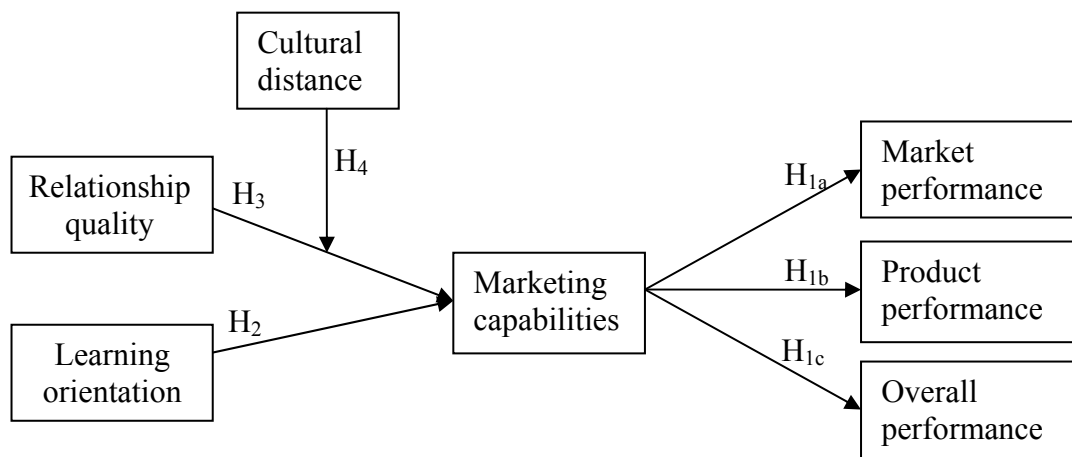 Cultural
distance
H4
Relationship
quality
H3
Learning
orientation
H2
Marketing
capabilities
H1a
H1b
H1c
Market
performance
Product
performance
Overall
performance